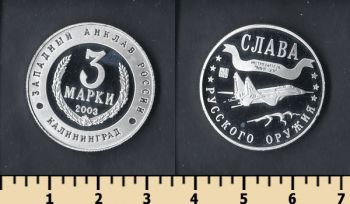 ЗАПАДНЫЙ АНКЛАВ РОССИИ
3
МАРКИ
2003
КАЛИНИНГРАД
СЛАВА
РУССКОГО ОРУЖИЯ
1 2 3 4 5 6 7